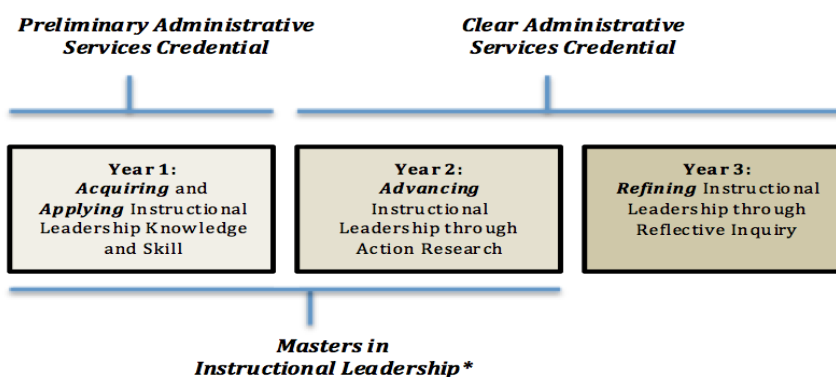 Preliminary Administrative
Services Credential
Clear Administrative
Services Credential
Year 1:
Acquiring and
Applying Instructional
Leadership Knowledge
and Skill
Year 2:
Advancing
Instructional
Leadership through
Action Research
Year 3:
Refining Instructional
Leadership through
Reflective Inquiry
Masters in
Instructional Leadership*